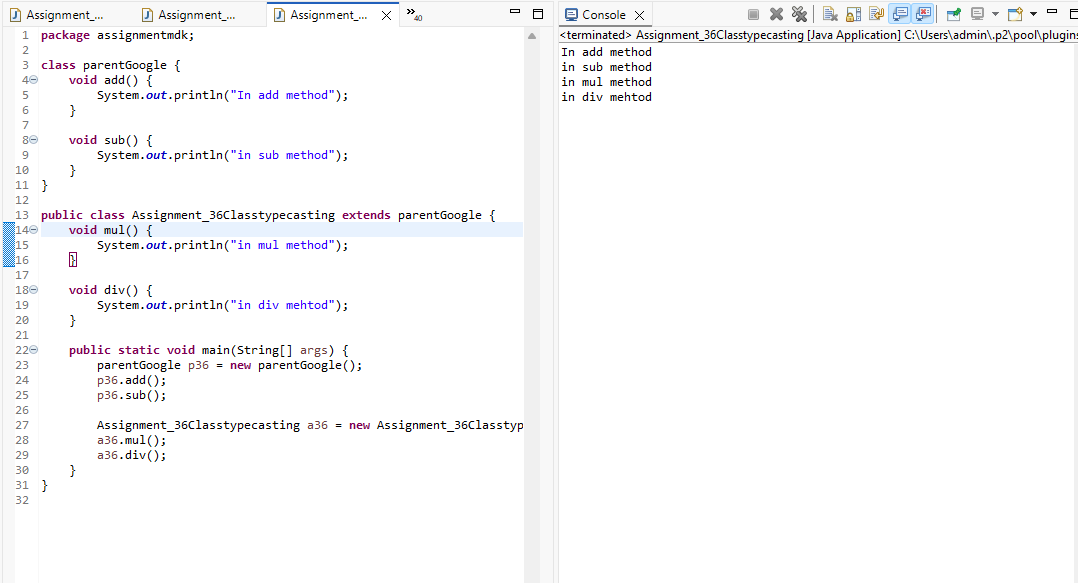 Assignment_... Assignment_... Assignment_... »40
1 package assignmentmdk;
2
3 class parentGoogle {
4 void add() {
5 System.out.println("In add method");
6 }
7
8 void sub() {
9 System.out.println("in sub method");
10 }
11 }
12
13 public class Assignment_36Classtypecasting extends parentGoogle {
14 void mul() {
15 System.out.println("in mul method");
16 }
17
18 void div() {
19 System.out.println("in div mehtod");
20 }
21
22 public static void main(String[] args) {
23 parentGoogle p36 = new parentGoogle();
24 p36.add();
25 p36.sub();
26
27 Assignment_36Classtypecasting a36 = new Assignment_36Classtyp
28 a36.mul();
29 a36.div();
30 }
31 }
32
Console
<terminated> Assignment_36Classtypecasting [Java Application] C:\Users\admin\.p2\pool\plugins
In add method
in sub method
in mul method
in div mehtod